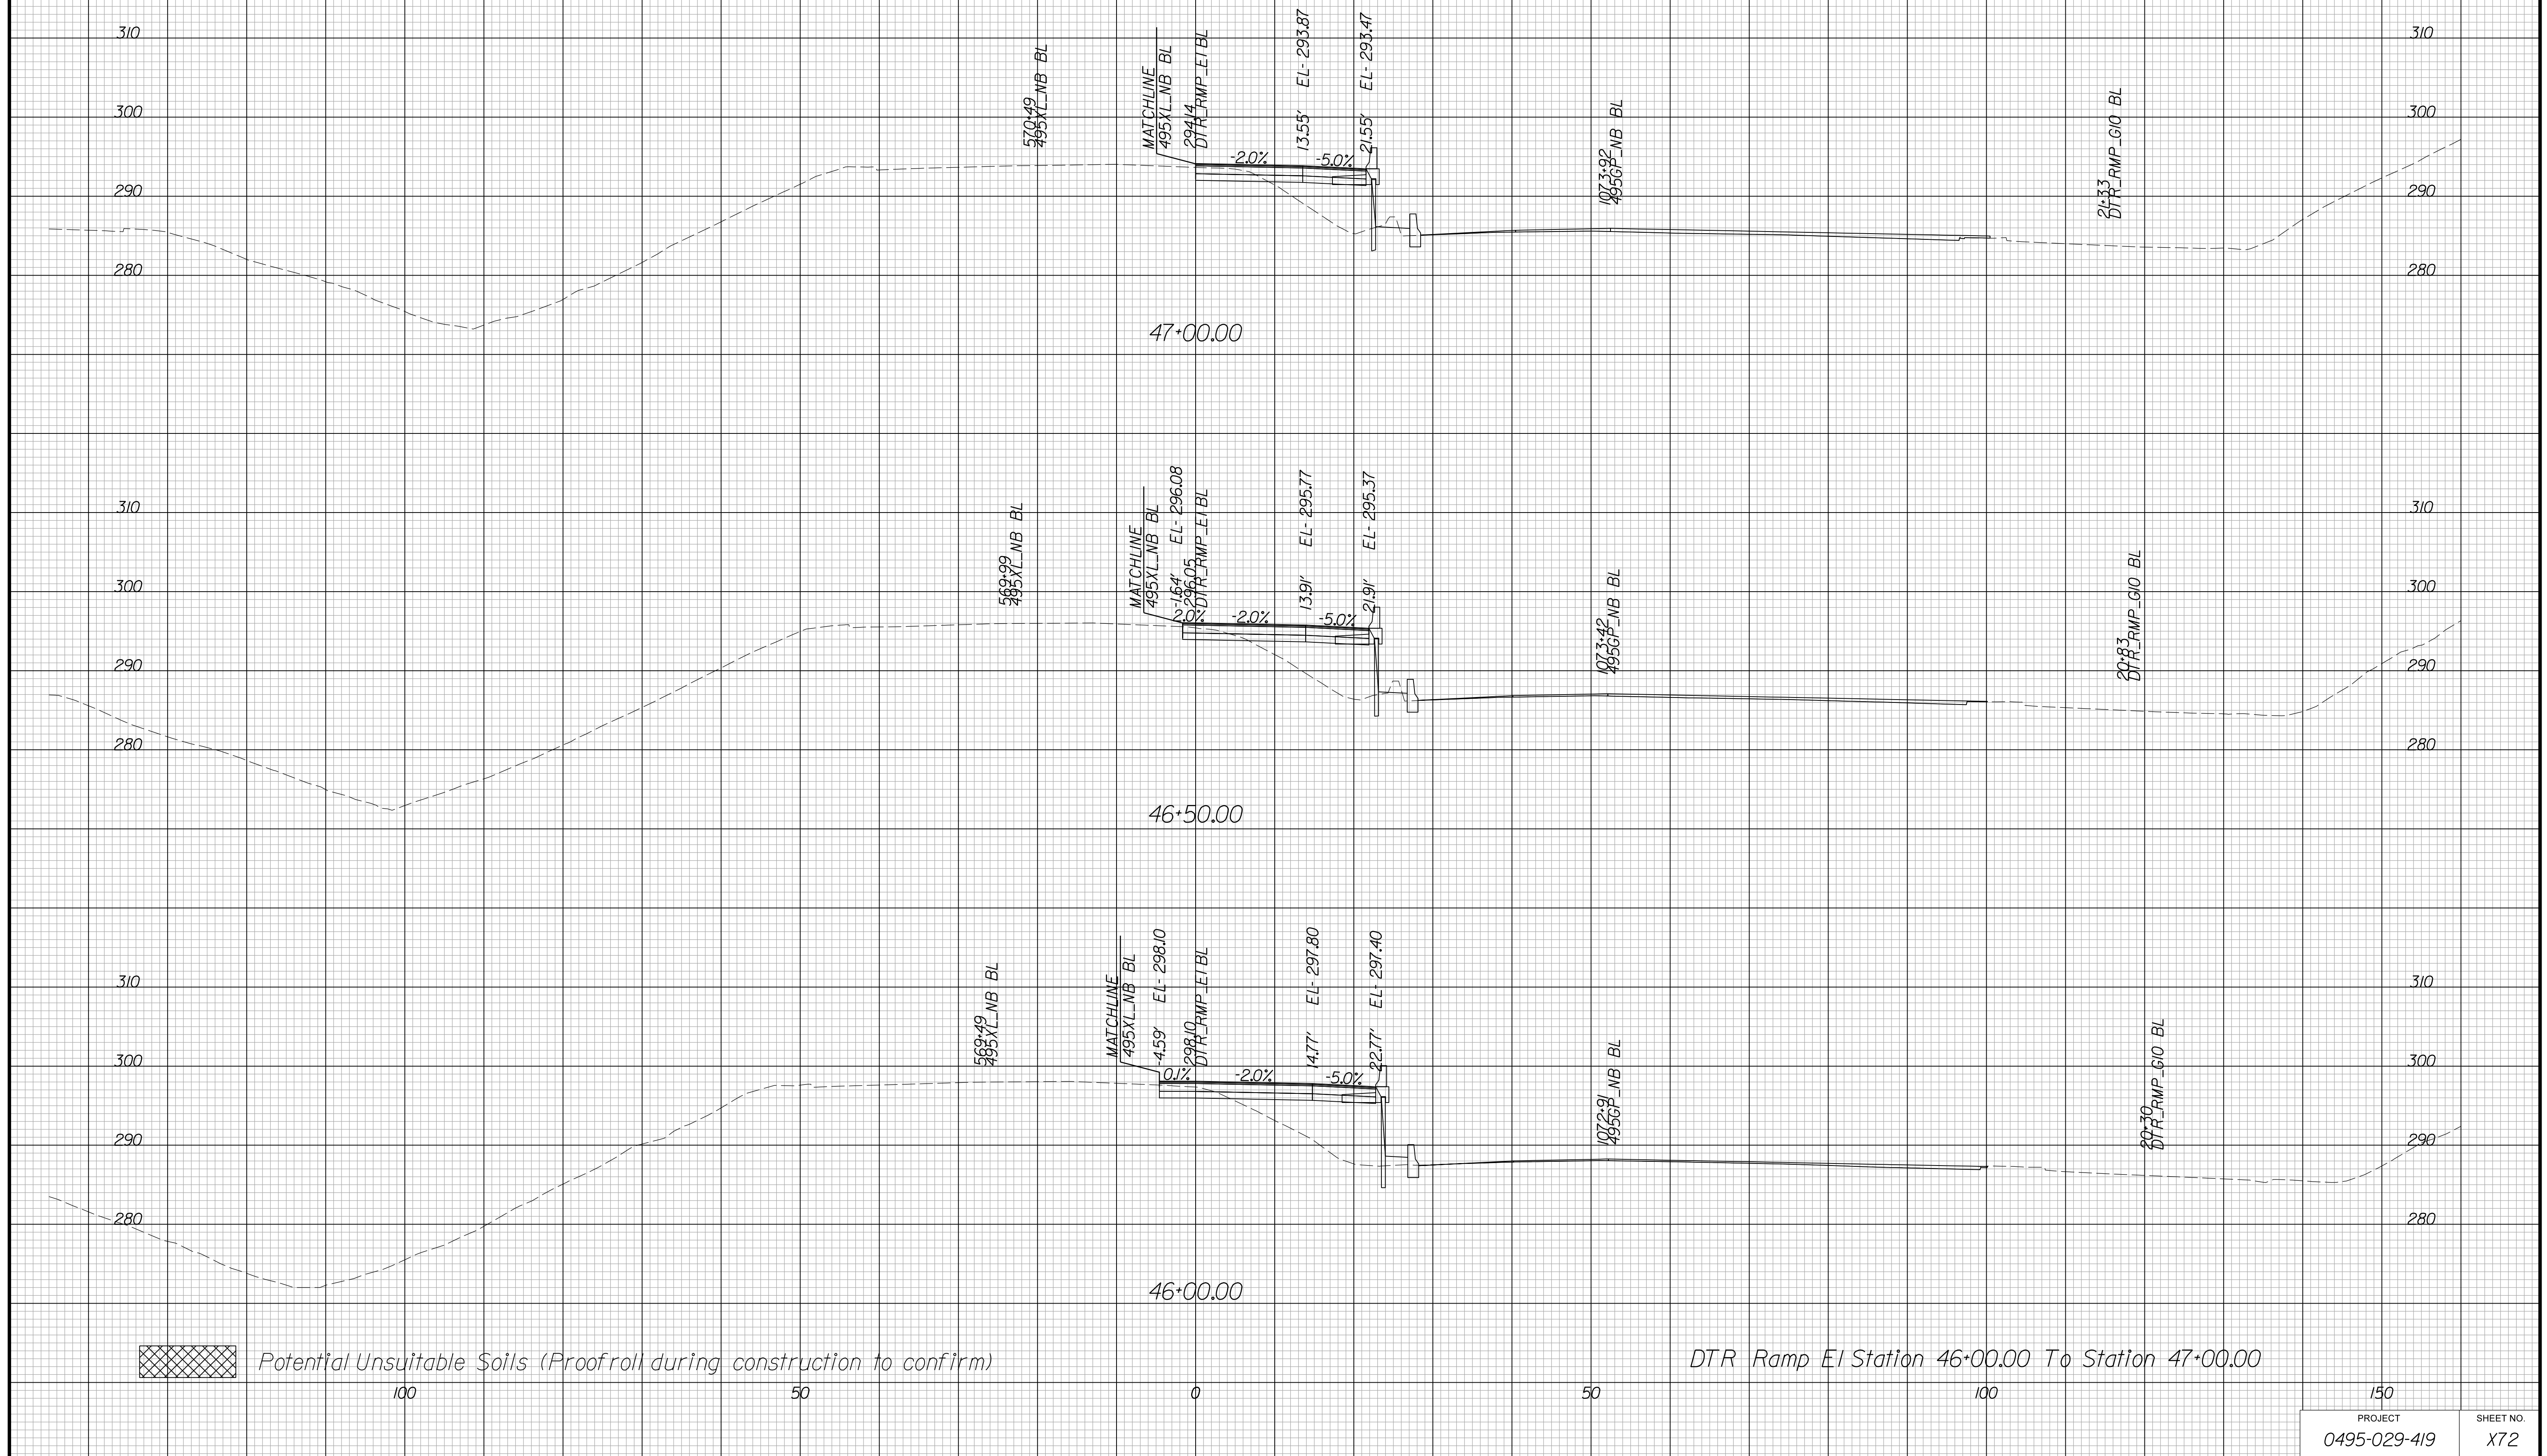 310
300
290
280
570+49
495XL_NB BL
MATCHLINE
495XL_NB BL
294.14
DTR_RMP_E1 BL
13.55' EL- 293.87
21.55' EL- 293.47
-2.0%
-5.0%
1073+92
495GP_NB BL
21+33
DTR_RMP_G10 BL
310
300
290
280
47+00.00
310
300
290
280
569+99
495XL_NB BL
MATCHLINE
495XL_NB BL
-1.64' EL- 296.08
296.05
DTR_RMP_E1 BL
13.91' EL- 295.77
21.91' EL- 295.37
2.0%
-2.0%
-5.0%
1073+42
495GP_NB BL
20+83
DTR_RMP_G10 BL
310
300
290
280
46+50.00
310
300
290
280
569+49
495XL_NB BL
MATCHLINE
495XL_NB BL
-4.59' EL- 298.10
298.10
DTR_RMP_E1 BL
14.77' EL- 297.80
22.77' EL- 297.40
0.1%
-2.0%
-5.0%
1072+91
495GP_NB BL
20+30
DTR_RMP_G10 BL
310
300
290
280
46+00.00
Potential Unsuitable Soils (Proofroll during construction to confirm)
DTR Ramp E1 Station 46+00.00 To Station 47+00.00
100 50 0 50 100 150
PROJECT
0495-029-419
SHEET NO.
X72